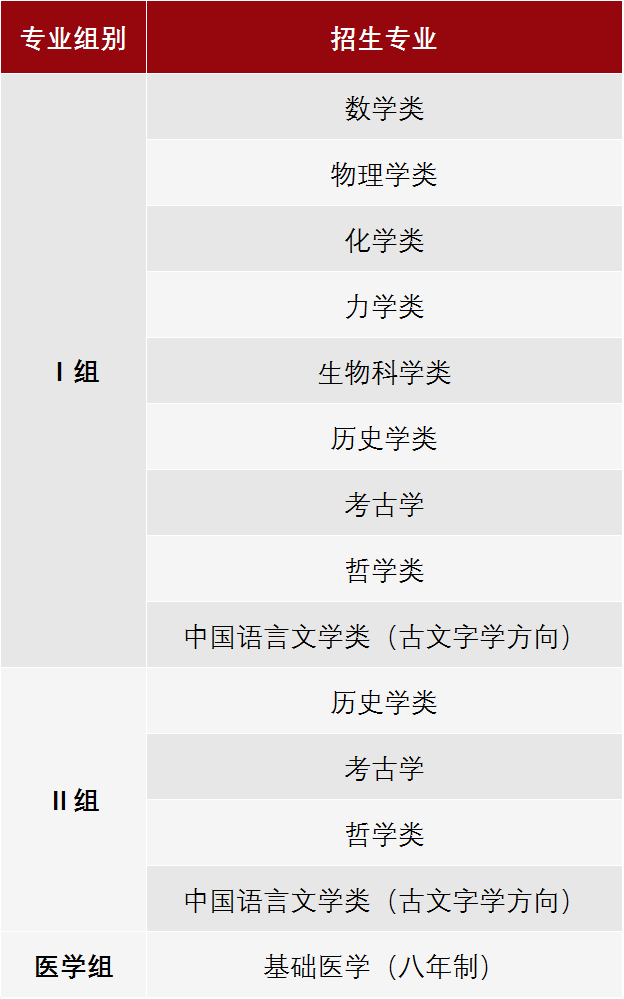 专业组别 招生专业
数学类
物理学类
化学类
力学类
Ⅰ组 生物科学类
历史学类
考古学
哲学类
中国语言文学类（古文字学方向）
历史学类
考古学
Ⅱ组
哲学类
中国语言文学类（古文字学方向）
医学组 基础医学（八年制）